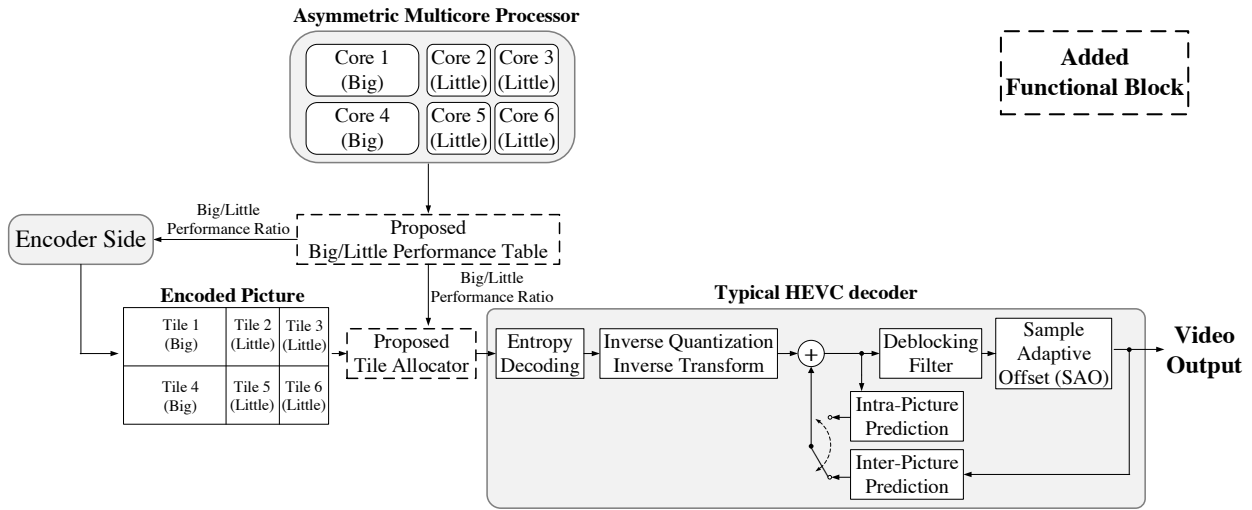 Asymmetric Multicore Processor
Core 1
(Big)
Core 2
(Little)
Core 3
(Little)
Core 4
(Big)
Core 5
(Little)
Core 6
(Little)
Added
Functional Block
Big/Little
Performance Ratio
Encoder Side
Proposed
Big/Little Performance Table
Big/Little
Performance Ratio
Encoded Picture
Tile 1
(Big)
Tile 2
(Little)
Tile 3
(Little)
Tile 4
(Big)
Tile 5
(Little)
Tile 6
(Little)
Proposed
Tile Allocator
Typical HEVC decoder
Entropy
Decoding
Inverse Quantization
Inverse Transform
+
Deblocking
Filter
Sample
Adaptive
Offset (SAO)
Intra-Picture
Prediction
Inter-Picture
Prediction
Video
Output